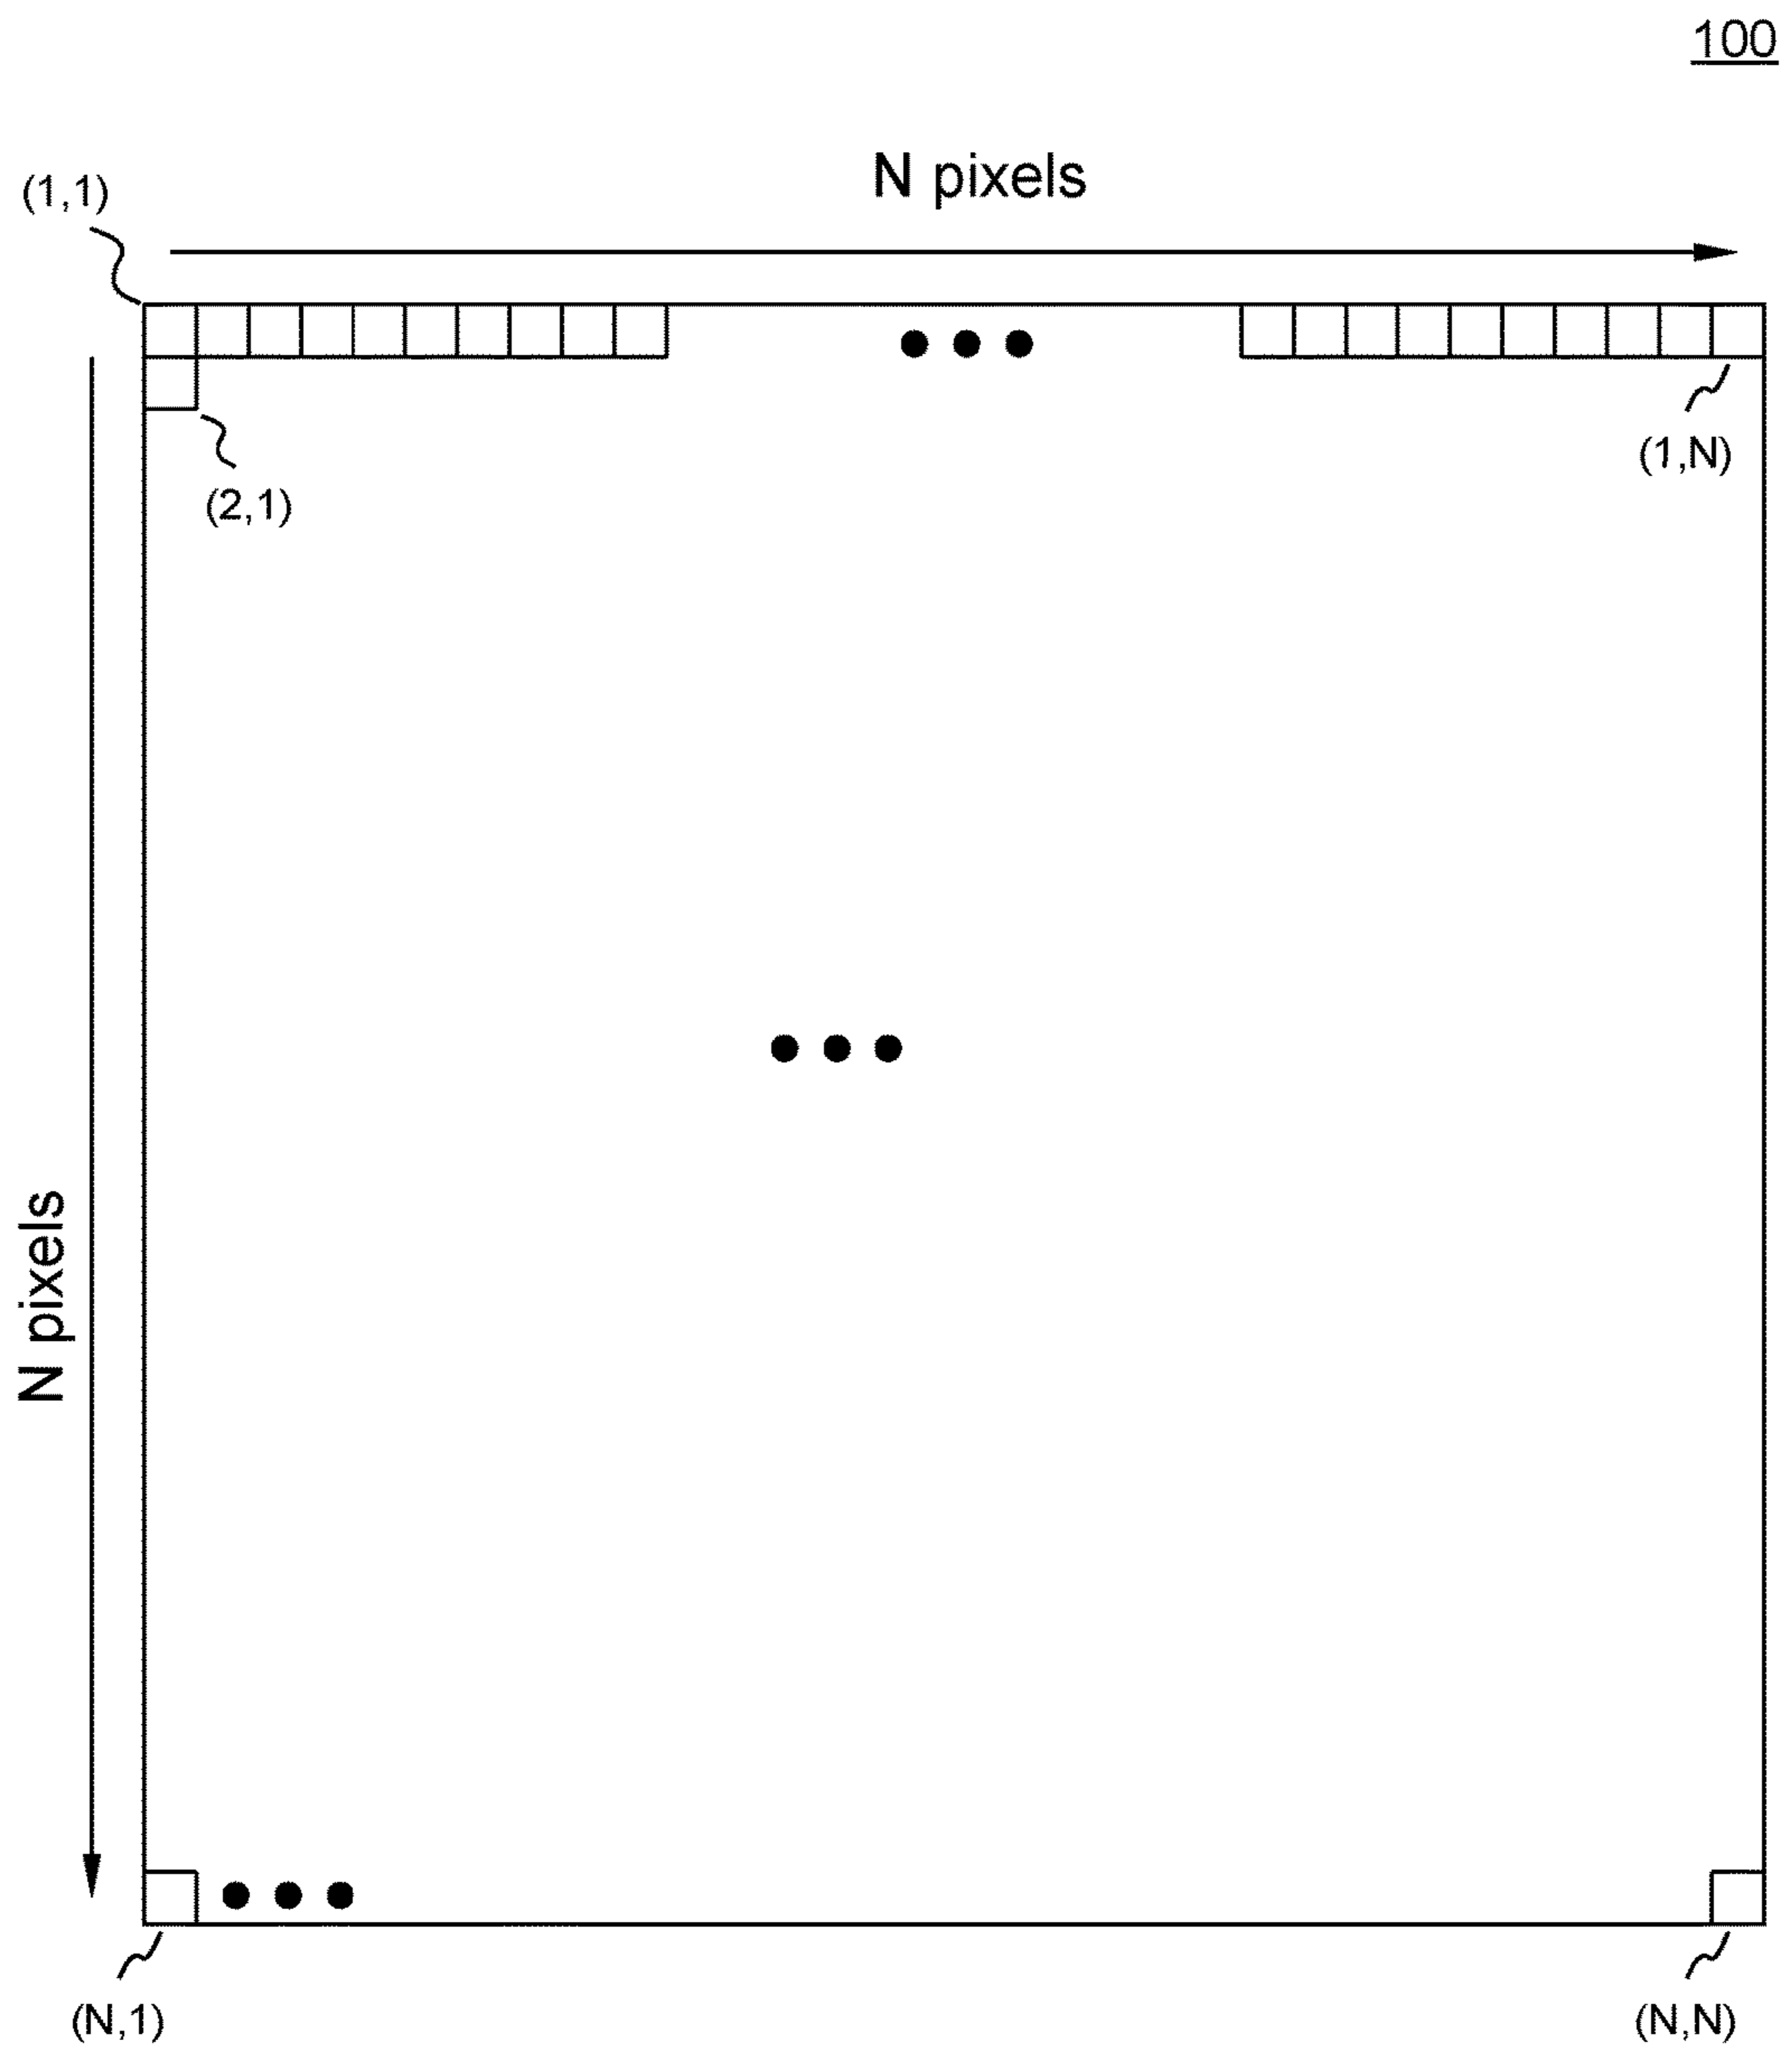 100
N pixels
(1,1)
(1,N)
(2,1)
N pixels
(N,1)
(N,N)